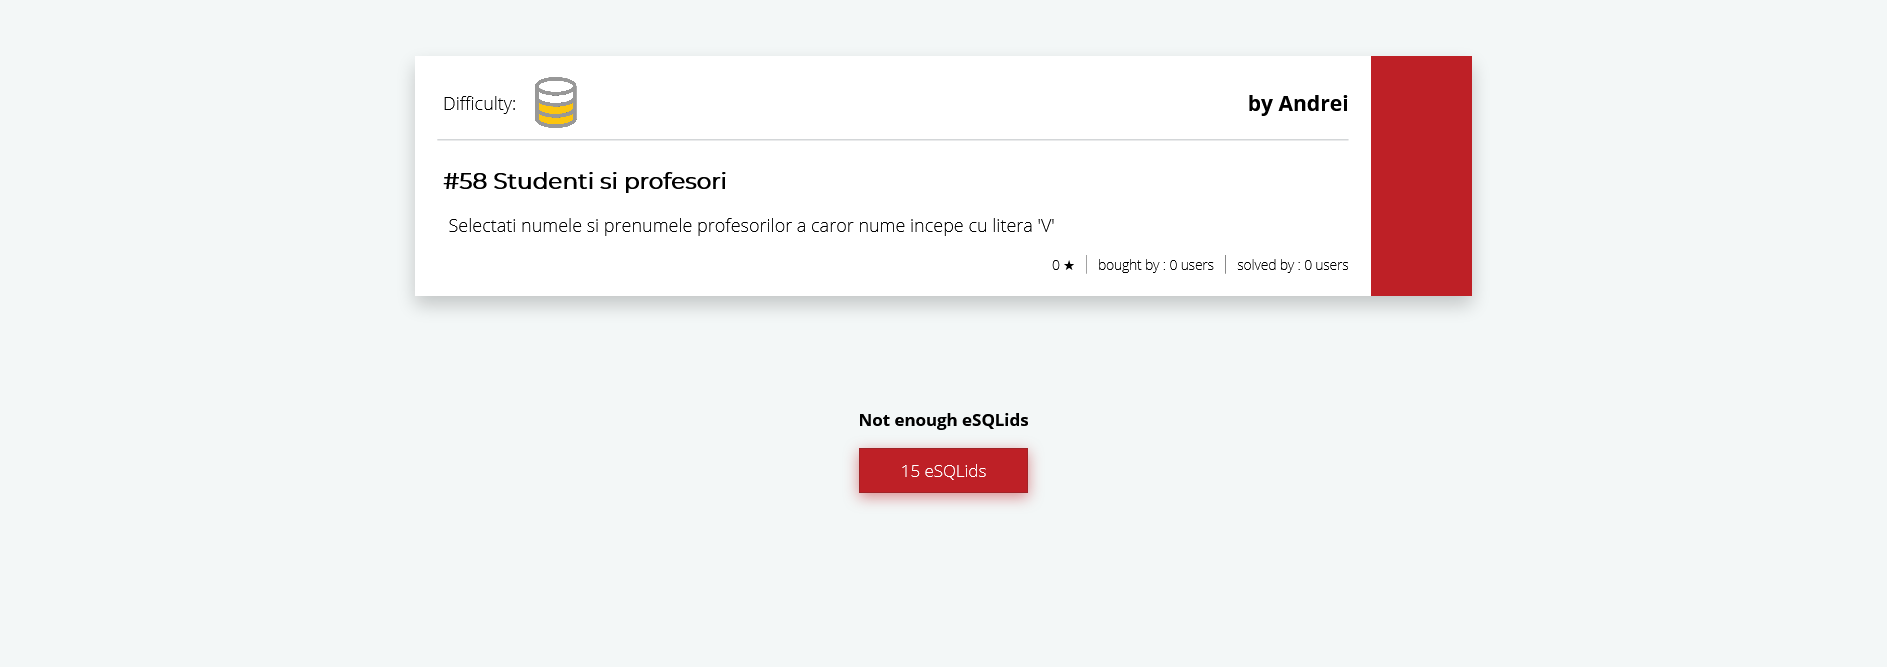 Difficulty:
by Andrei
#58 Studenti si profesori
Selectati numele si prenumele profesorilor a caror nume incepe cu litera 'V'
0 ★ bought by : 0 users solved by : 0 users
Not enough eSQLids
15 eSQLids